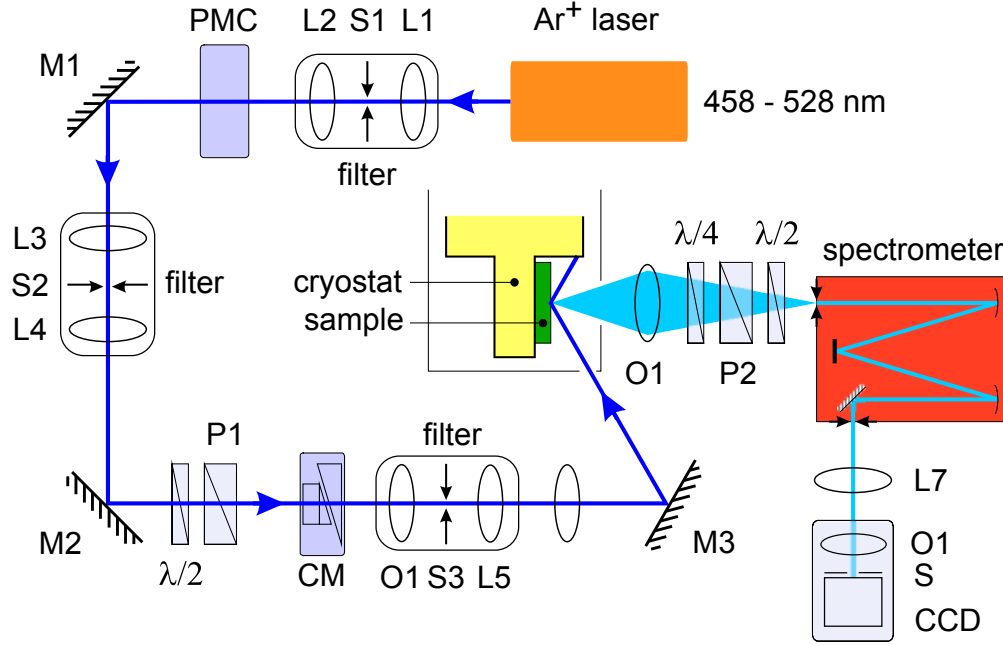 PMC
L2 S1 L1
Ar⁺ laser
M1
458 - 528 nm
filter
L3
S2
L4
filter
λ/4
λ/2
spectrometer
cryostat
sample
O1
P2
P1
filter
M2
λ/2
CM
O1 S3 L5
M3
L7
O1
S
CCD